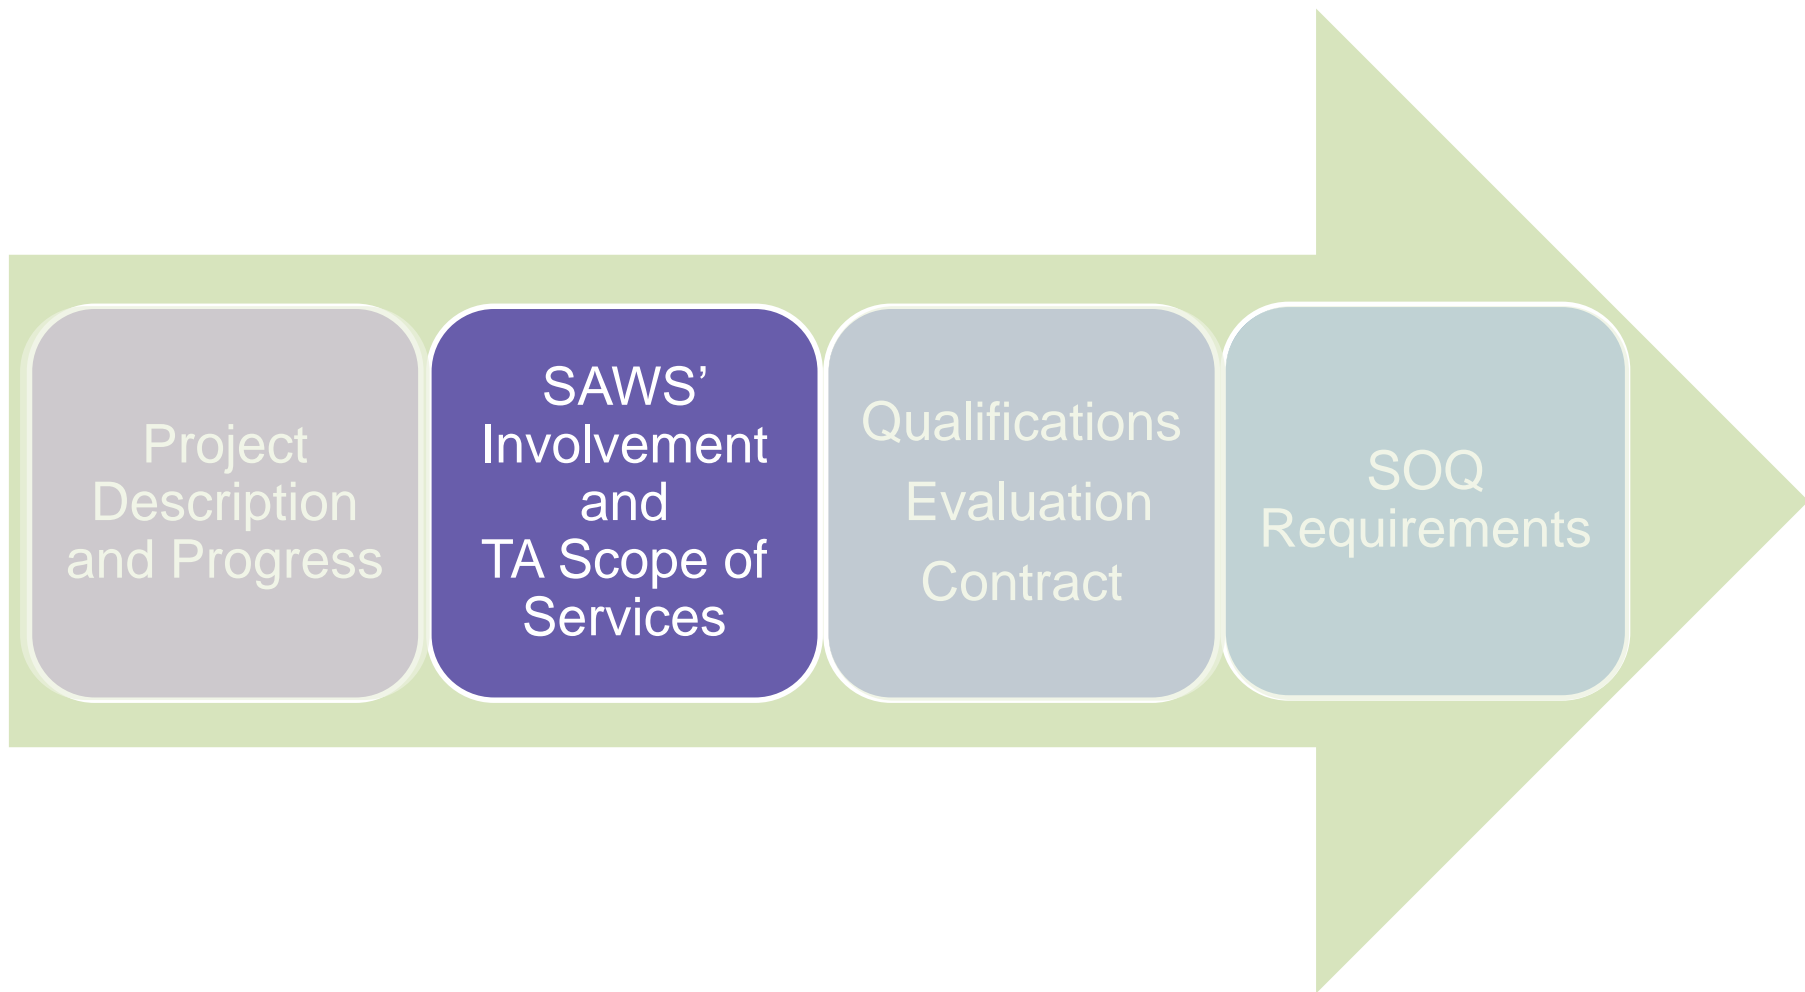 Project
Description
and Progress
SAWS’
Involvement
and
TA Scope of
Services
Qualifications
Evaluation
Contract
SOQ
Requirements